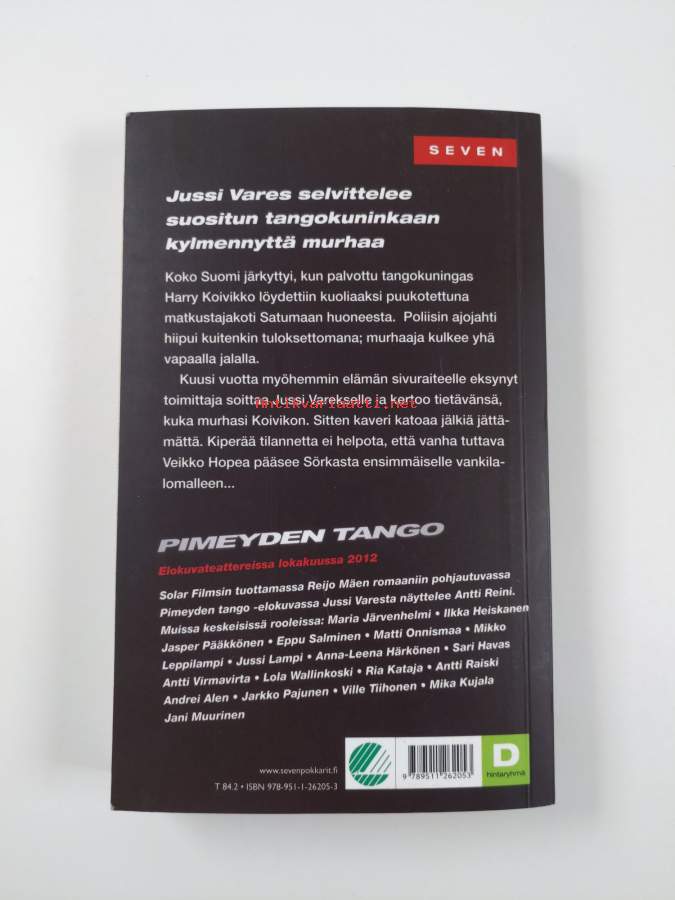 SEVEN
Jussi Vares selvittelee
suositun tangokuninkaan
kylmennyttä murhaa
Koko Suomi järkyttyi, kun palvottu tangokuningas
Harry Koivikko löydettiin kuoliaaksi puukotettuna
matkustajakoti Satumaan huoneesta. Poliisin ajojahti
hiipui kuitenkin tuloksettomana; murhaaja kulkee yhä
vapaalla jalalla.
Kuusi vuotta myöhemmin elämän sivuraiteelle eksynyt
toimittaja soittaa Jussi Varekselle ja kertoo tietävänsä,
Antikvariaatti.net
kuka murhasi Koivikon. Sitten kaveri katoaa jälkiä jättä-
mättä. Kiperää tilannetta ei helpota, että vanha tuttava
Veikko Hopea pääsee Sörkasta ensimmäiselle vankila-
lomalleen...
PIMEYDEN TANGO
Elokuvateattereissa lokakuussa 2012
Solar Filmsin tuottamassa Reijo Mäen romaaniin pohjautuvassa
Pimeyden tango -elokuvassa Jussi Varesta näyttelee Antti Reini.
Muissa keskeisissä rooleissa: Maria Järvenhelmi • Ilkka Heiskanen
Jasper Pääkkönen • Eppu Salminen • Matti Onnismaa • Mikko
Leppilampi • Jussi Lampi • Anna-Leena Härkönen • Sari Havas
Antti Virmavirta • Lola Wallinkoski • Ria Kataja • Antti Raiski
Andrei Alen • Jarkko Pajunen • Ville Tiihonen • Mika Kujala
Jani Muurinen
www.sevenpokkarit.fi
T 84.2 • ISBN 978-951-1-26205-3
9 789511 262053
D
hintaryhmä